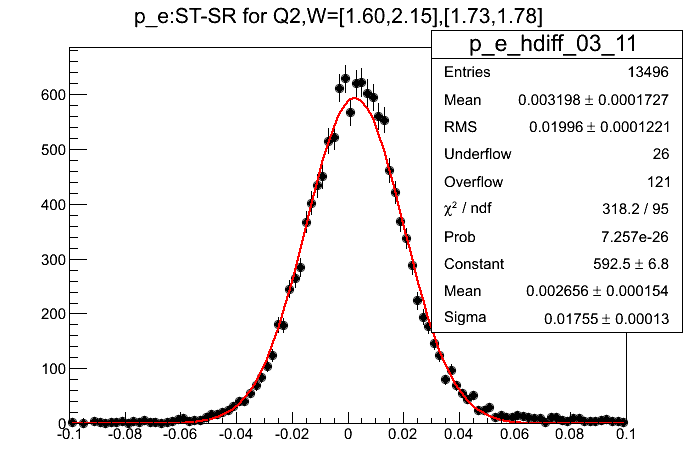 p_e:ST-SR for Q2,W=[1.60,2.15],[1.73,1.78]
p_e_hdiff_03_11
Entries 13496
Mean 0.003198 ± 0.0001727
RMS 0.01996 ± 0.0001221
Underflow 26
Overflow 121
χ² / ndf 318.2 / 95
Prob 7.257e-26
Constant 592.5 ± 6.8
Mean 0.002656 ± 0.000154
Sigma 0.01755 ± 0.00013
600
500
400
300
200
100
0
-0.1 -0.08 -0.06 -0.04 -0.02 0 0.02 0.04 0.06 0.08 0.1